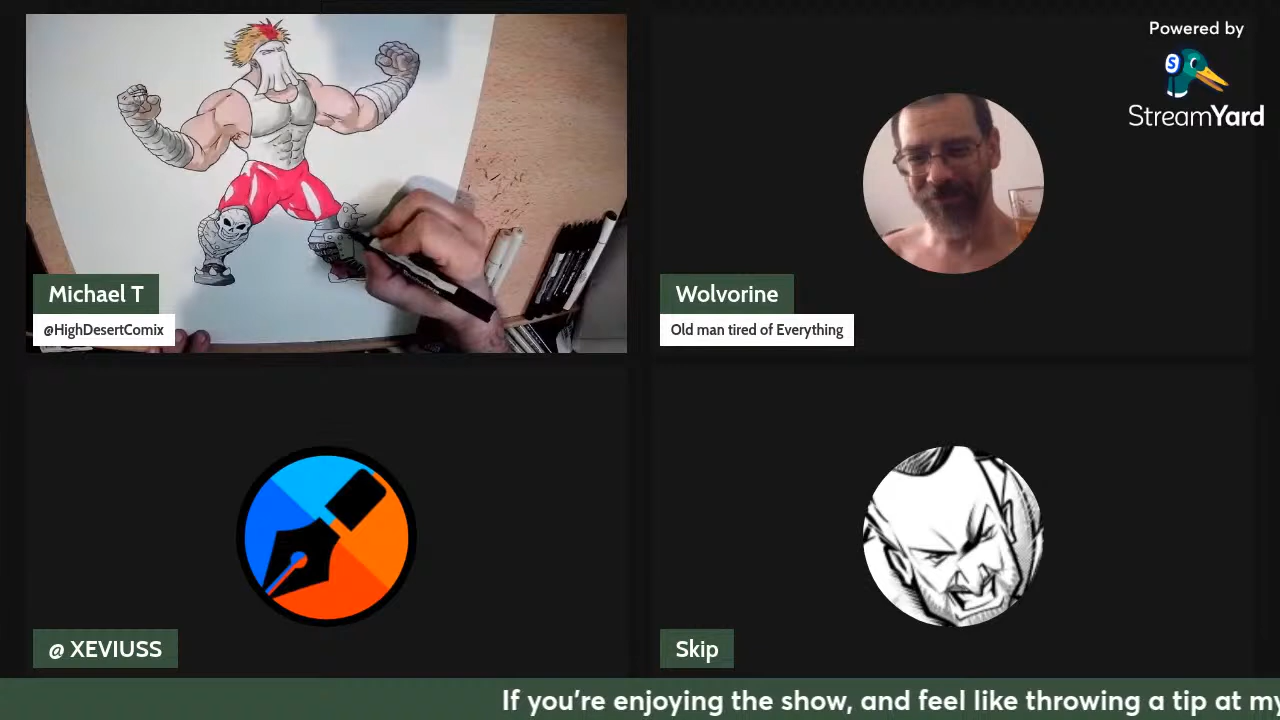 Powered by
StreamYard
Michael T
@HighDesertComix
Wolvorine
Old man tired of Everything
@ XEVIUSS
Skip
If you're enjoying the show, and feel like throwing a tip at my